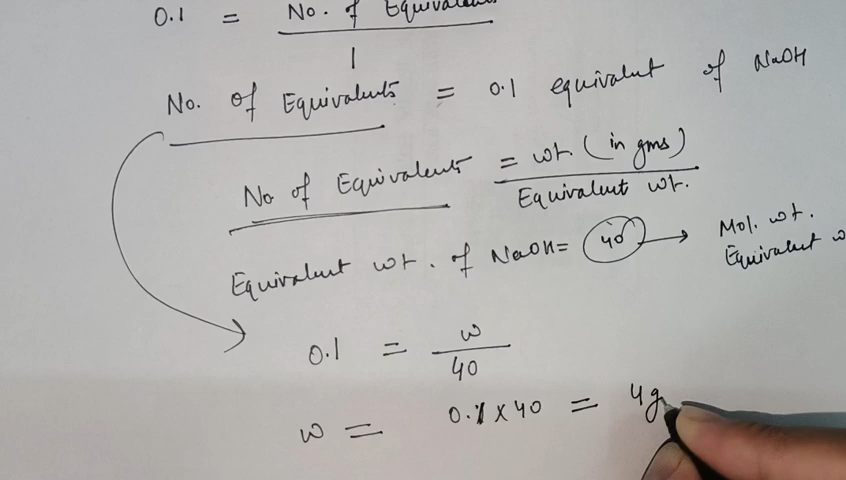 0.1 = No. of Equivalents
1
No. of Equivalents = 0.1 equivalent of NaOH
No of Equivalents = wt. (in gms)
Equivalent wt.
Equivalent wt. of NaOH = 40 → Mol. wt.
Equivalent
0.1 = w
40
w = 0.1 x 40 = 4g